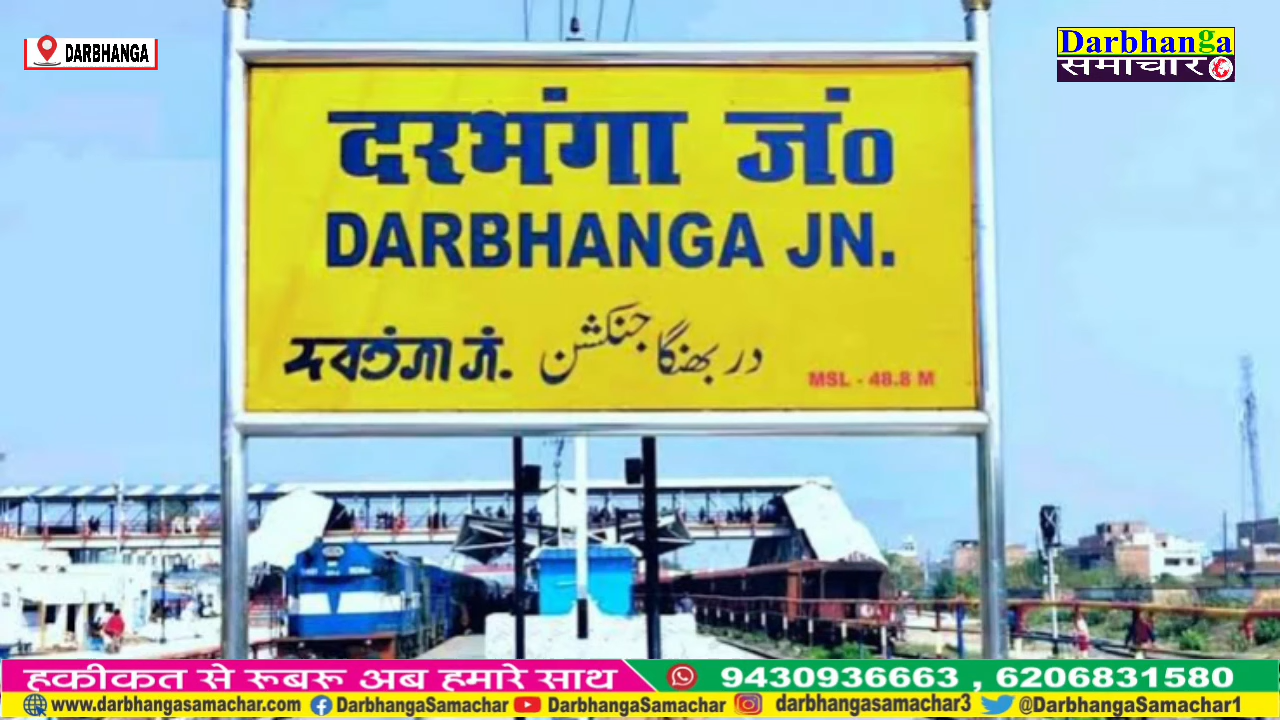 DARBHANGA
Darbhanga
समाचार
दरभंगा जं०
DARBHANGA JN.
𑒠𑒩𑒦𑓀𑒑𑒰 𑒖𑓀.
دربھنگا جنکشن
MSL - 48.8 M
हकीकत से रूबरू अब हमारे साथ
9430936663 , 6206831580
www.darbhangasamachar.com DarbhangaSamachar DarbhangaSamachar darbhangasamachar3 @DarbhangaSamachar1